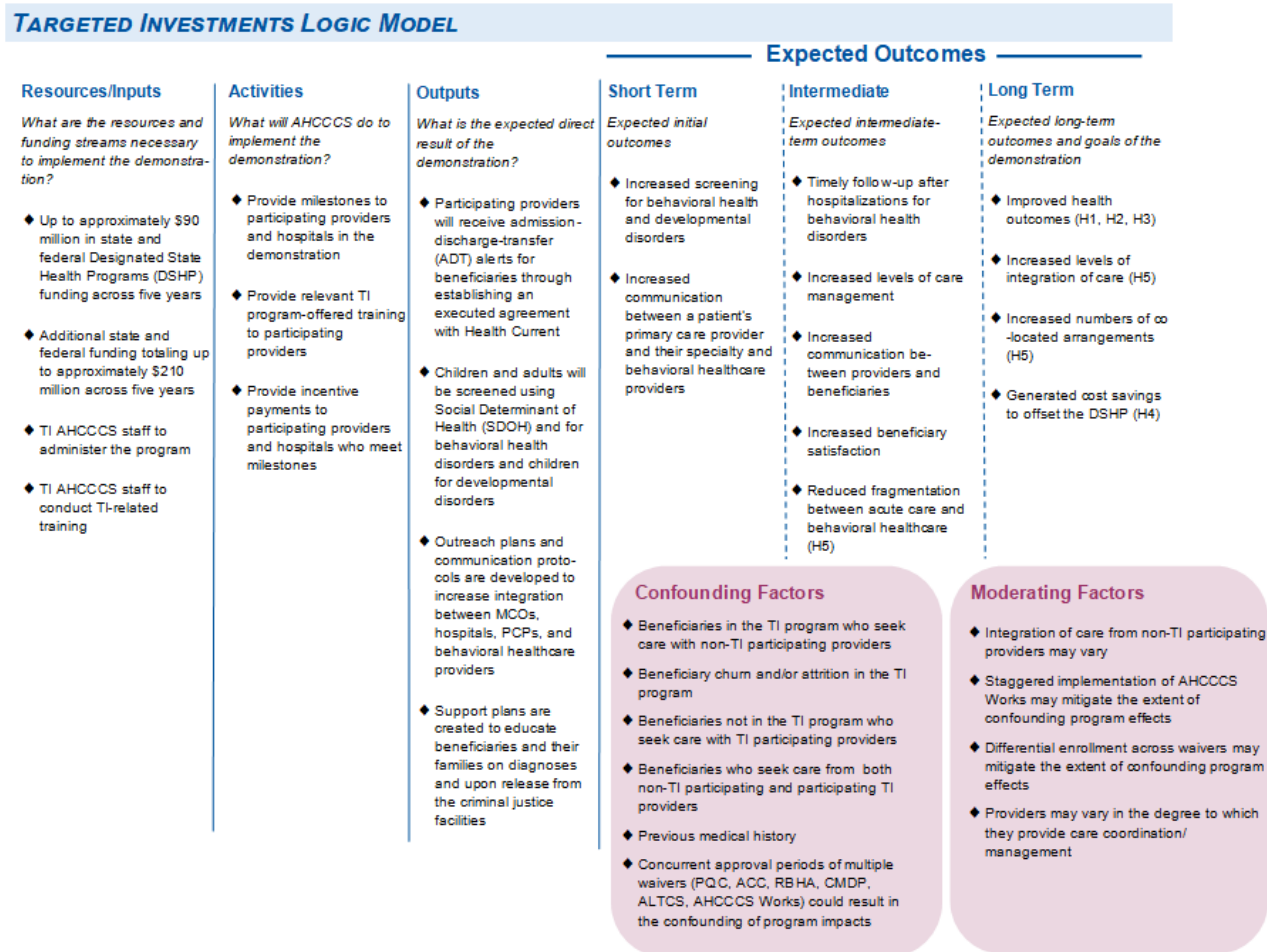 TARGETED INVESTMENTS LOGIC MODEL
Expected Outcomes
Resources/Inputs
What are the resources and
funding streams necessary
to implement the demonstra-
tion?
◆ Up to approximately $90
million in state and
federal Designated State
Health Programs (DSHP)
funding across five years
◆ Additional state and
federal funding totaling up
to approximately $210
million across five years
◆ TI AHCCCS staff to
administer the program
◆ TI AHCCCS staff to
conduct TI-related
training
Activities
What will AHCCCS do to
implement the
demonstration?
◆ Provide milestones to
participating providers
and hospitals in the
demonstration
◆ Provide relevant TI
program-offered training
to participating
providers
◆ Provide incentive
payments to
participating providers
and hospitals who meet
milestones
Outputs
What is the expected direct
result of the
demonstration?
◆ Participating providers
will receive admission-
discharge-transfer
(ADT) alerts for
beneficiaries through
establishing an
executed agreement
with Health Current
◆ Children and adults will
be screened using
Social Determinant of
Health (SDOH) and for
behavioral health
disorders and children
for developmental
disorders
◆ Outreach plans and
communication proto-
cols are developed to
increase integration
between MCOs,
hospitals, PCPs, and
behavioral healthcare
providers
◆ Support plans are
created to educate
beneficiaries and their
families on diagnoses
and upon release from
the criminal justice
facilities
Short Term
Expected initial
outcomes
◆ Increased screening
for behavioral health
and developmental
disorders
◆ Increased
communication
between a patient's
primary care provider
and their specialty and
behavioral healthcare
providers
Intermediate
Expected intermediate-
term outcomes
◆ Timely follow-up after
hospitalizations for
behavioral health
disorders
◆ Increased levels of care
management
◆ Increased
communication be-
tween providers and
beneficiaries
◆ Increased beneficiary
satisfaction
◆ Reduced fragmentation
between acute care and
behavioral healthcare
(H5)
Long Term
Expected long-term
outcomes and goals of the
demonstration
◆ Improved health
outcomes (H1, H2, H3)
◆ Increased levels of
integration of care (H5)
◆ Increased numbers of co
-located arrangements
(H5)
◆ Generated cost savings
to offset the DSHP (H4)
Confounding Factors
◆ Beneficiaries in the TI program who seek
care with non-TI participating providers
◆ Beneficiary churn and/or attrition in the TI
program
◆ Beneficiaries not in the TI program who
seek care with TI participating providers
◆ Beneficiaries who seek care from both
non-TI participating and participating TI
providers
◆ Previous medical history
◆ Concurrent approval periods of multiple
waivers (PQC, ACC, RBHA, CMDP,
ALTCS, AHCCCS Works) could result in
the confounding of program impacts
Moderating Factors
◆ Integration of care from non-TI participating
providers may vary
◆ Staggered implementation of AHCCCS
Works may mitigate the extent of
confounding program effects
◆ Differential enrollment across waivers may
mitigate the extent of confounding program
effects
◆ Providers may vary in the degree to which
they provide care coordination/
management